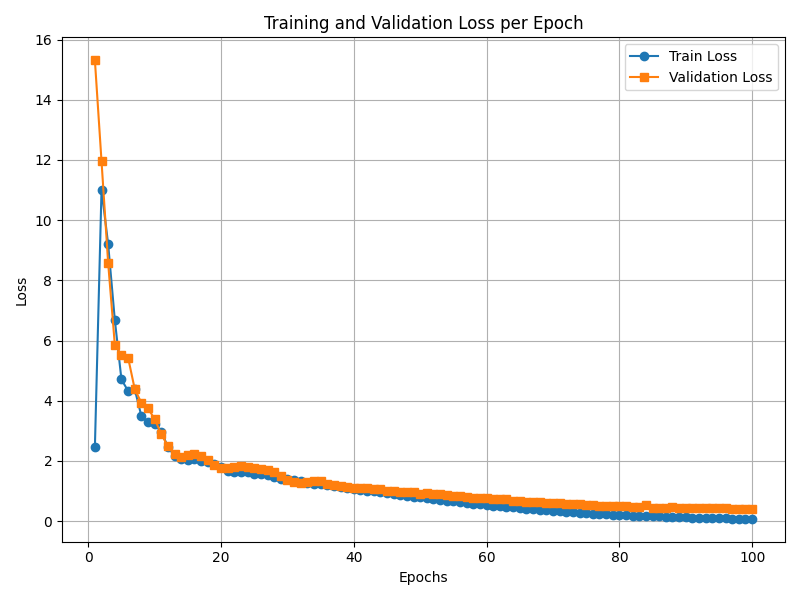 Training and Validation Loss per Epoch
Train Loss
Validation Loss
Loss
16
14
12
10
8
6
4
2
0
0 20 40 60 80 100
Epochs